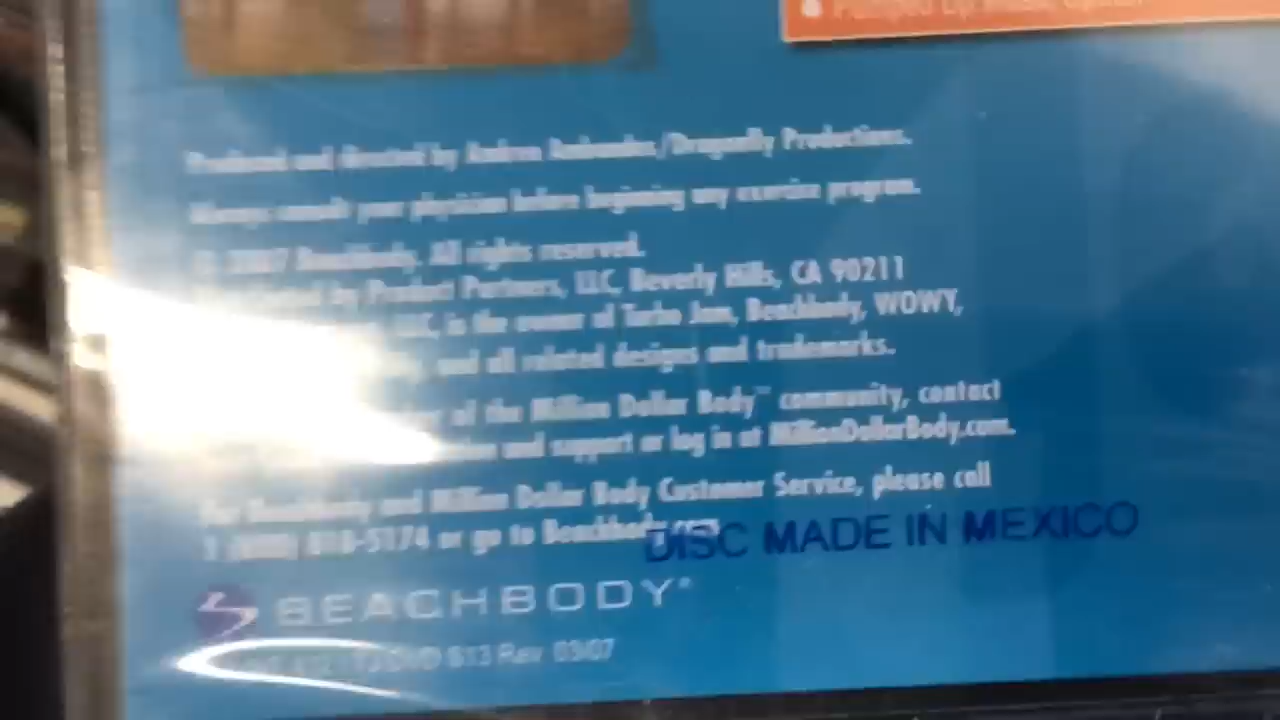 Produced and directed by Andrea Ambandos/Dragonfly Productions.
Always consult your physician before beginning any exercise program.
© 2007 Beachbody. All rights reserved.
by Product Partners, LLC, Beverly Hills, CA 90211
LLC, is the owner of Turbo Jam, Beachbody, WOWY,
and all related designs and trademarks.
of the Million Dollar Body™ community, contact
and support or log in at MillionDollarBody.com.
For Beachbody and Million Dollar Body Customer Service, please call
1 (800) 818-5174 or go to Beachbody.com
DISC MADE IN MEXICO
BEACHBODY®
613 Rev 03/07